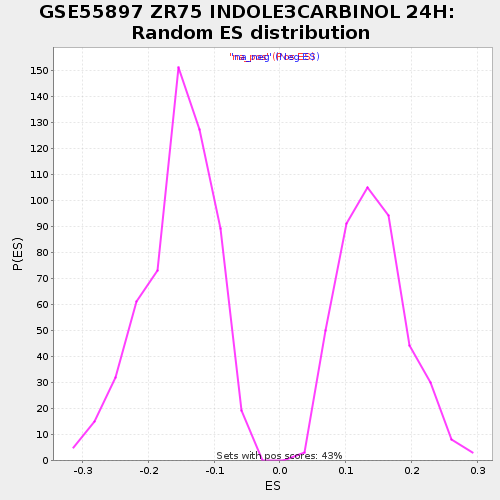 GSE55897 ZR75 INDOLE3CARBINOL 24H:
Random ES distribution
150
140
130
120
110
100
90
80
70
60
50
40
30
20
10
0
P(ES)
Sets with pos scores: 43%
-0.3 -0.2 -0.1 0.0 0.1 0.2 0.3
ES